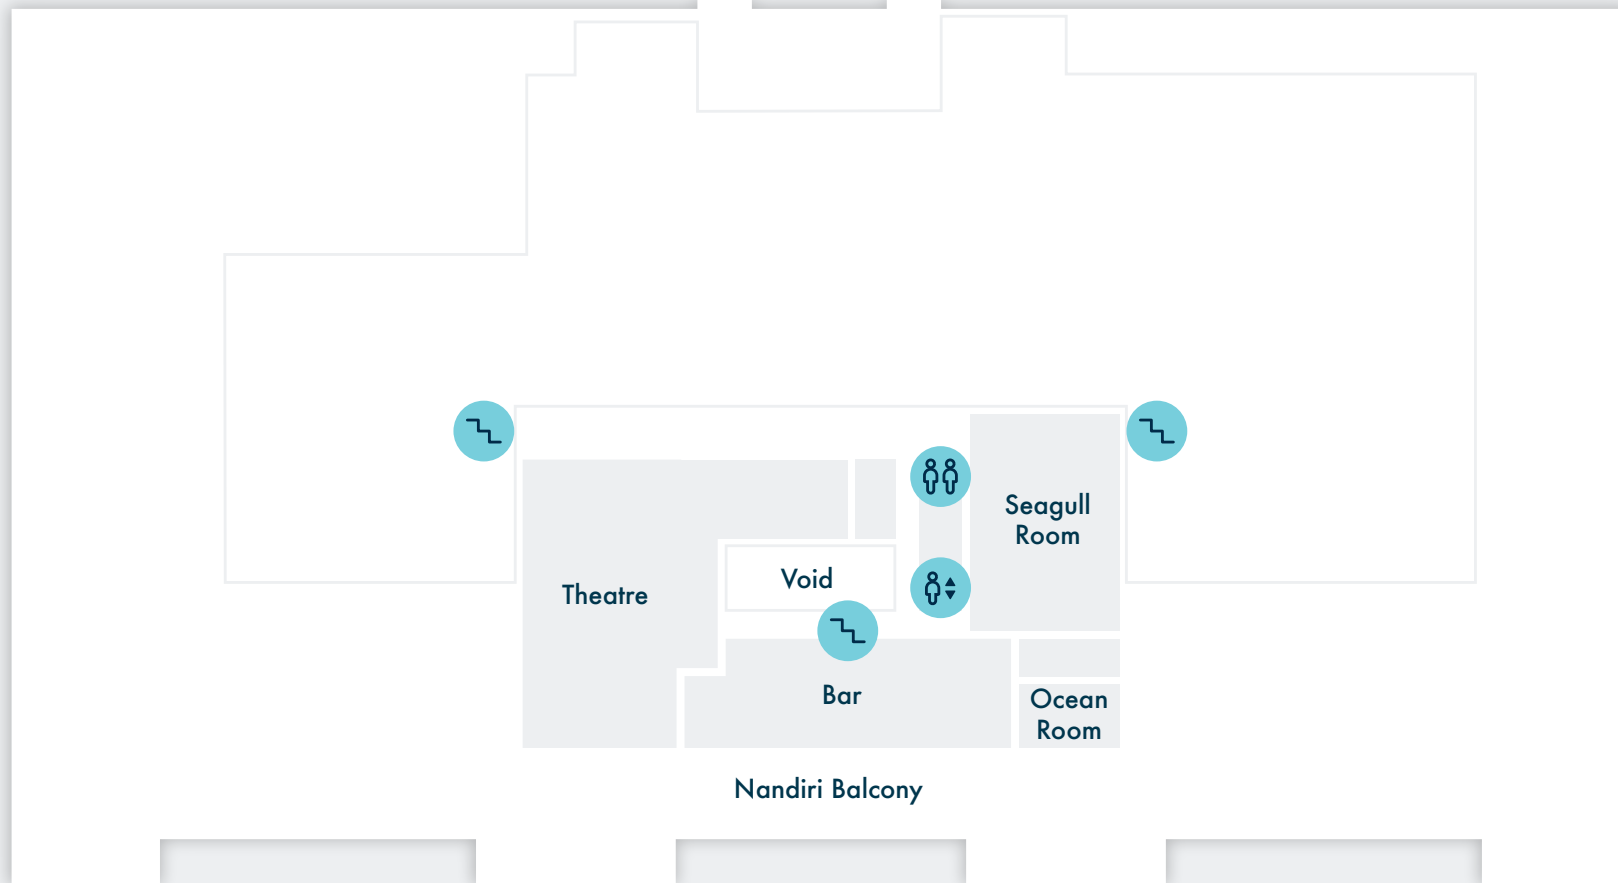 Seagull
Room
Void
Theatre
Bar
Ocean
Room
Nandiri Balcony